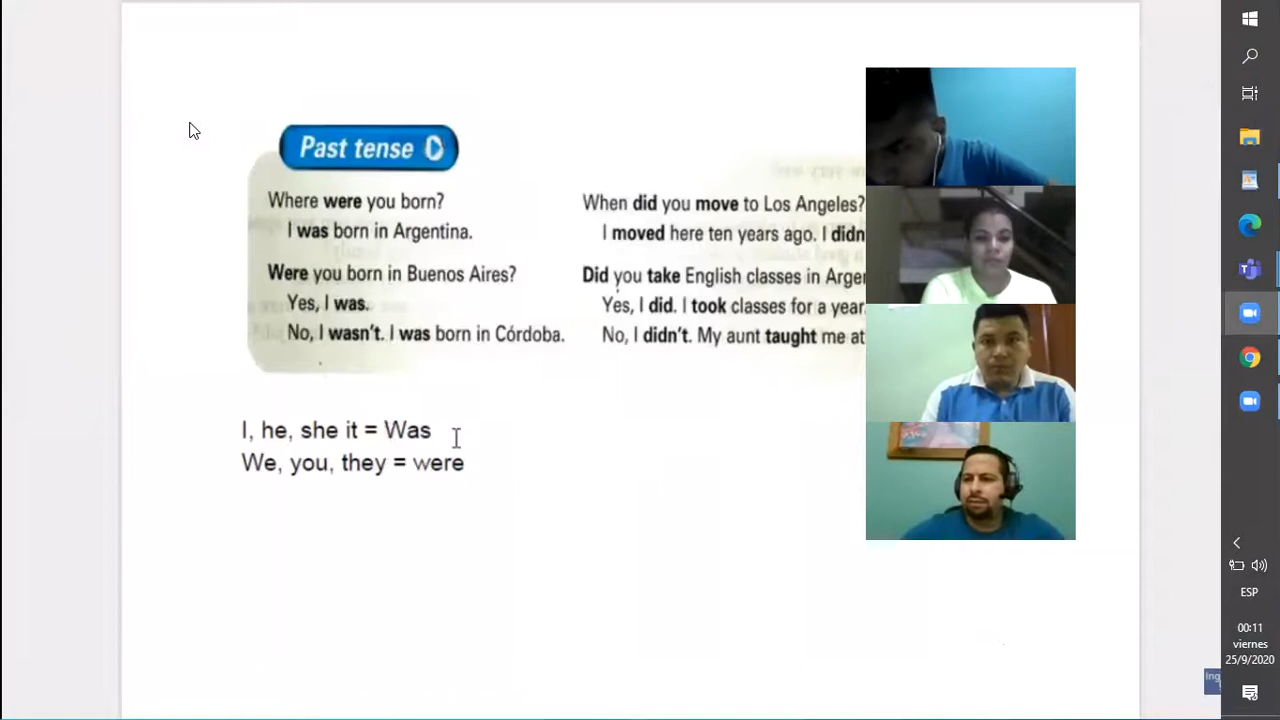 Past tense
Where were you born?
I was born in Argentina.
Were you born in Buenos Aires?
Yes, I was.
No, I wasn't. I was born in Córdoba.
When did you move to Los Angeles?
I moved here ten years ago. I didn
Did you take English classes in Arger
Yes, I did. I took classes for a year.
No, I didn't. My aunt taught me at
I, he, she it = Was
We, you, they = were
ESP
00:11
viernes
25/9/2020
Ing